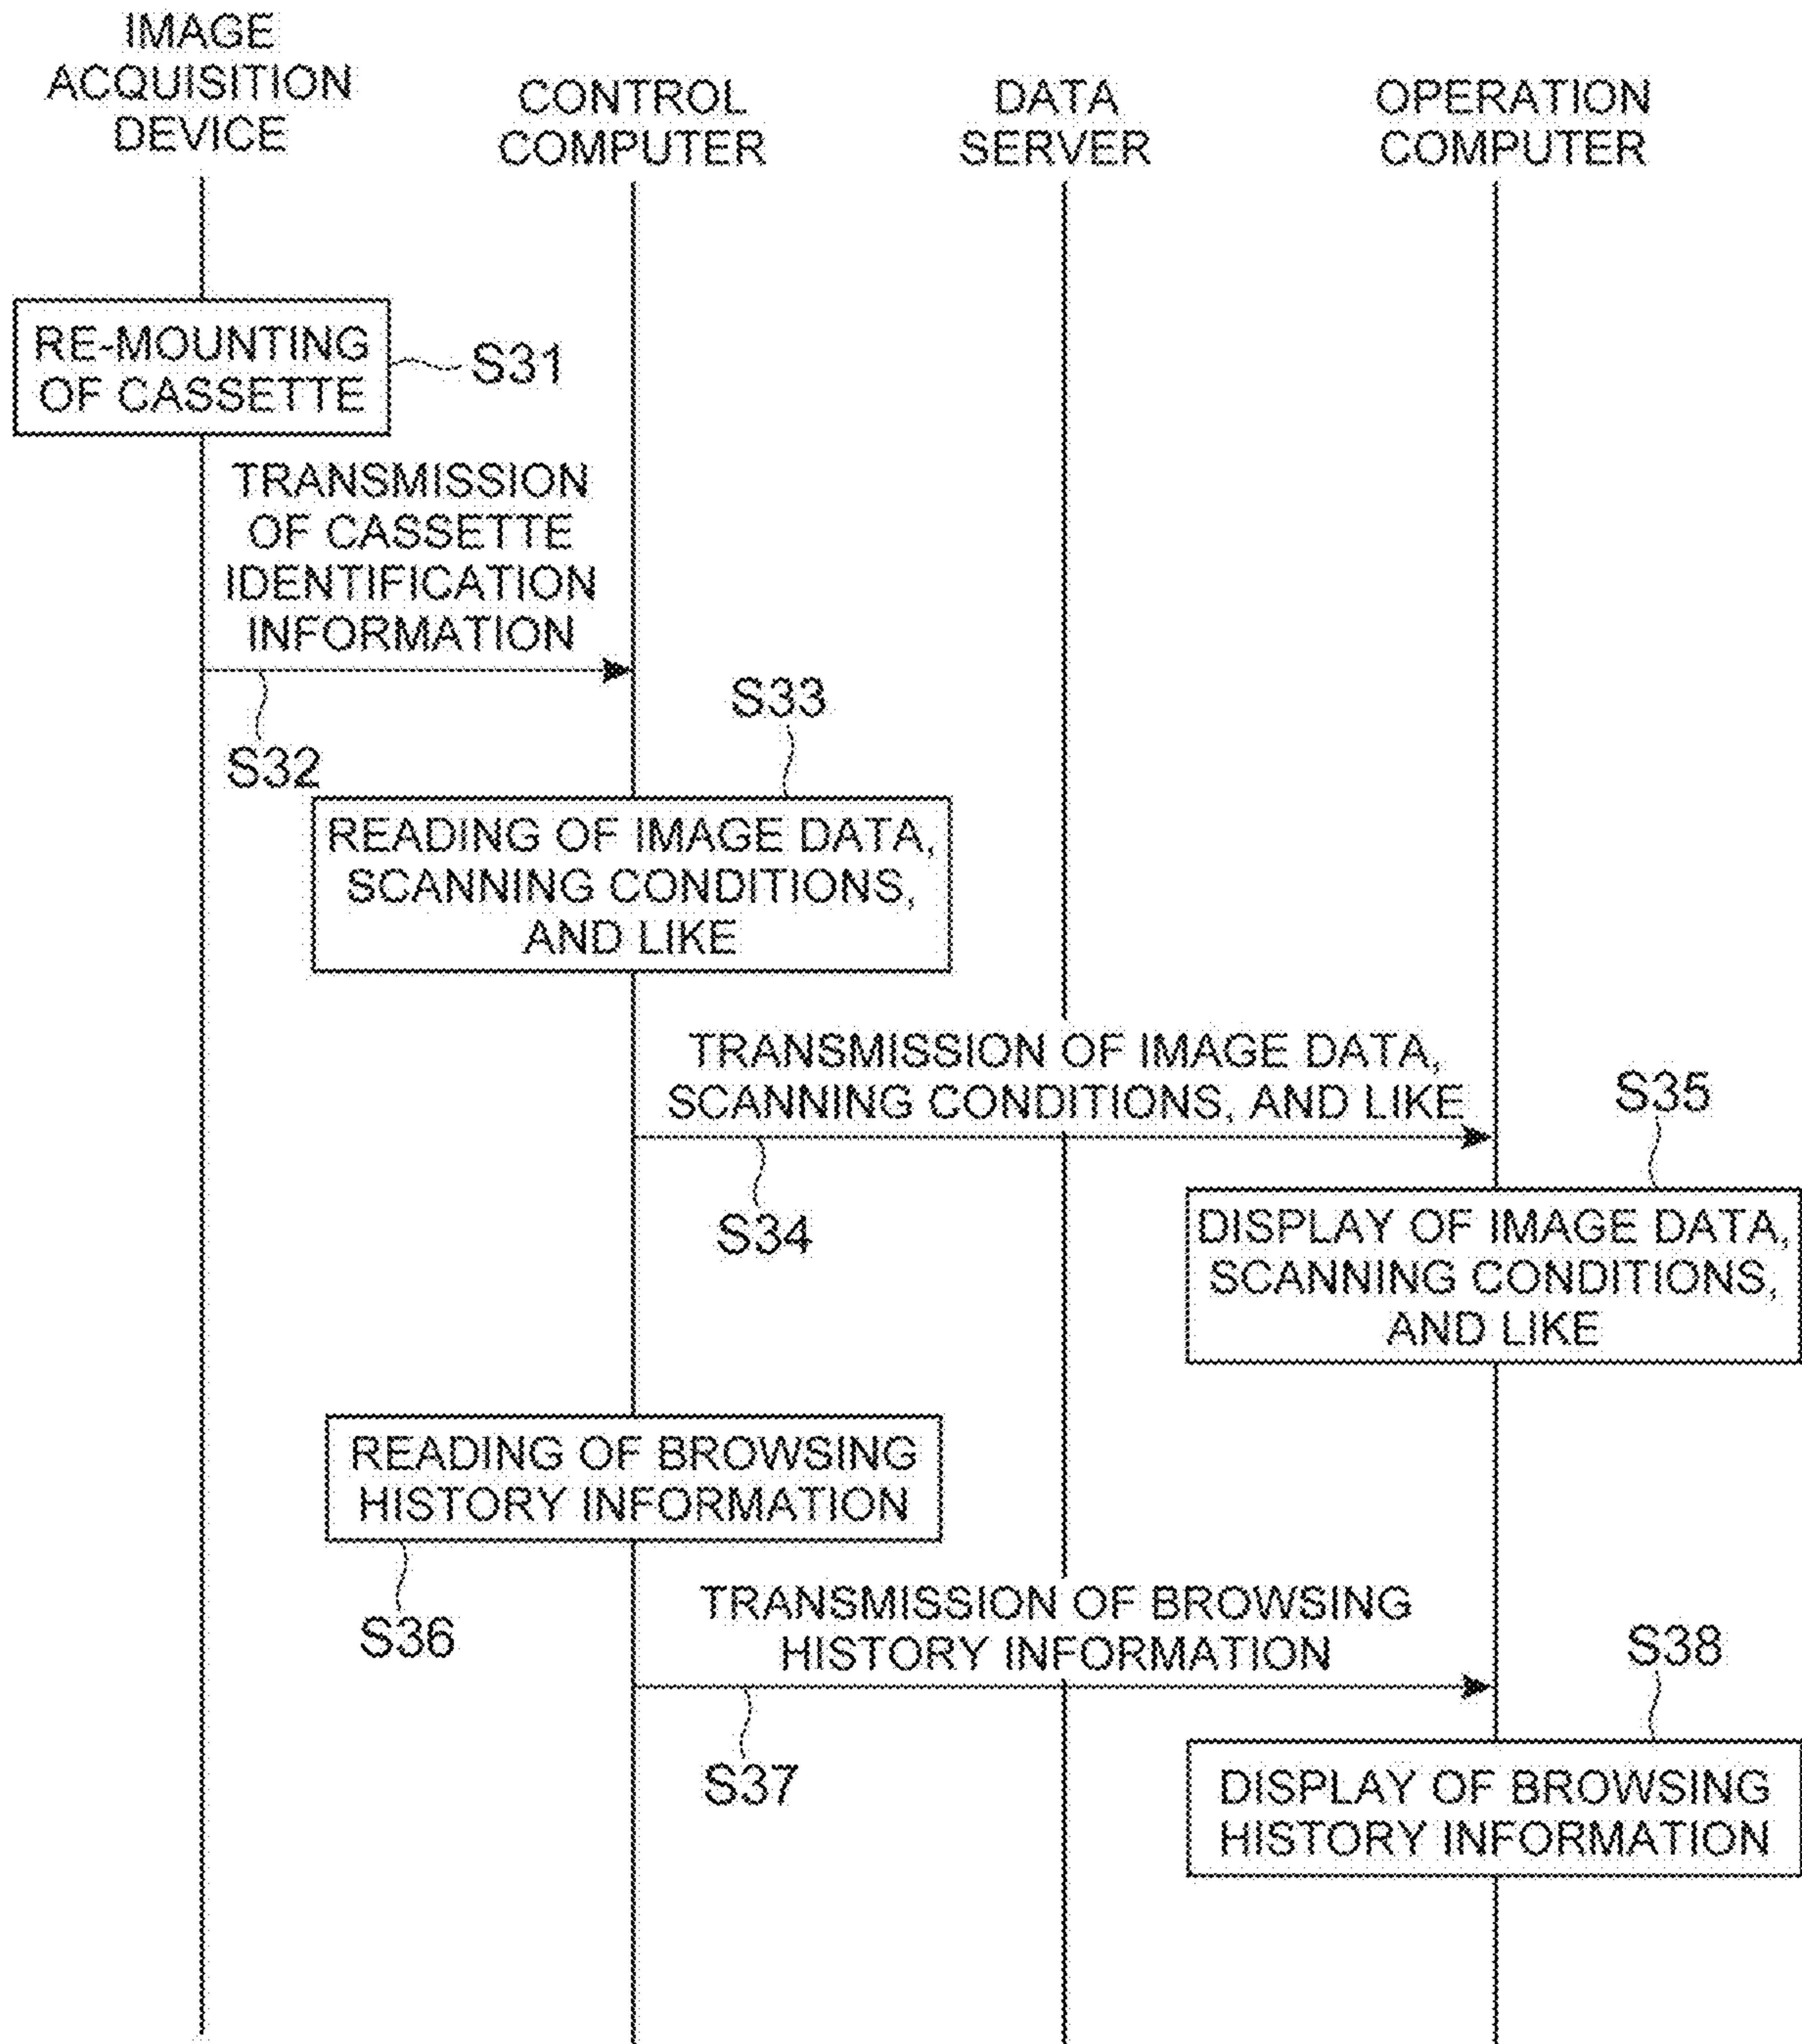 IMAGE
ACQUISITION
DEVICE
CONTROL
COMPUTER
DATA
SERVER
OPERATION
COMPUTER
RE-MOUNTING
OF CASSETTE
S31
TRANSMISSION
OF CASSETTE
IDENTIFICATION
INFORMATION
S32
S33
READING OF IMAGE DATA,
SCANNING CONDITIONS,
AND LIKE
TRANSMISSION OF IMAGE DATA,
SCANNING CONDITIONS, AND LIKE
S34
S35
DISPLAY OF IMAGE DATA,
SCANNING CONDITIONS,
AND LIKE
READING OF BROWSING
HISTORY INFORMATION
S36
TRANSMISSION OF BROWSING
HISTORY INFORMATION
S37
S38
DISPLAY OF BROWSING
HISTORY INFORMATION